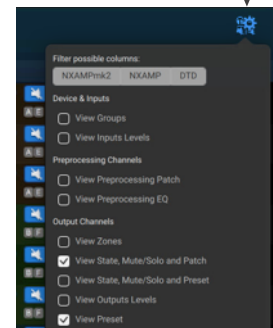 Filter possible columns:
NXAMPmk2 NXAMP DTD
Device & Inputs
View Groups
View Inputs Levels
Preprocessing Channels
View Preprocessing Patch
View Preprocessing EQ
Output Channels
View Zones
View State, Mute/Solo and Patch
View State, Mute/Solo and Preset
View Outputs Levels
View Preset